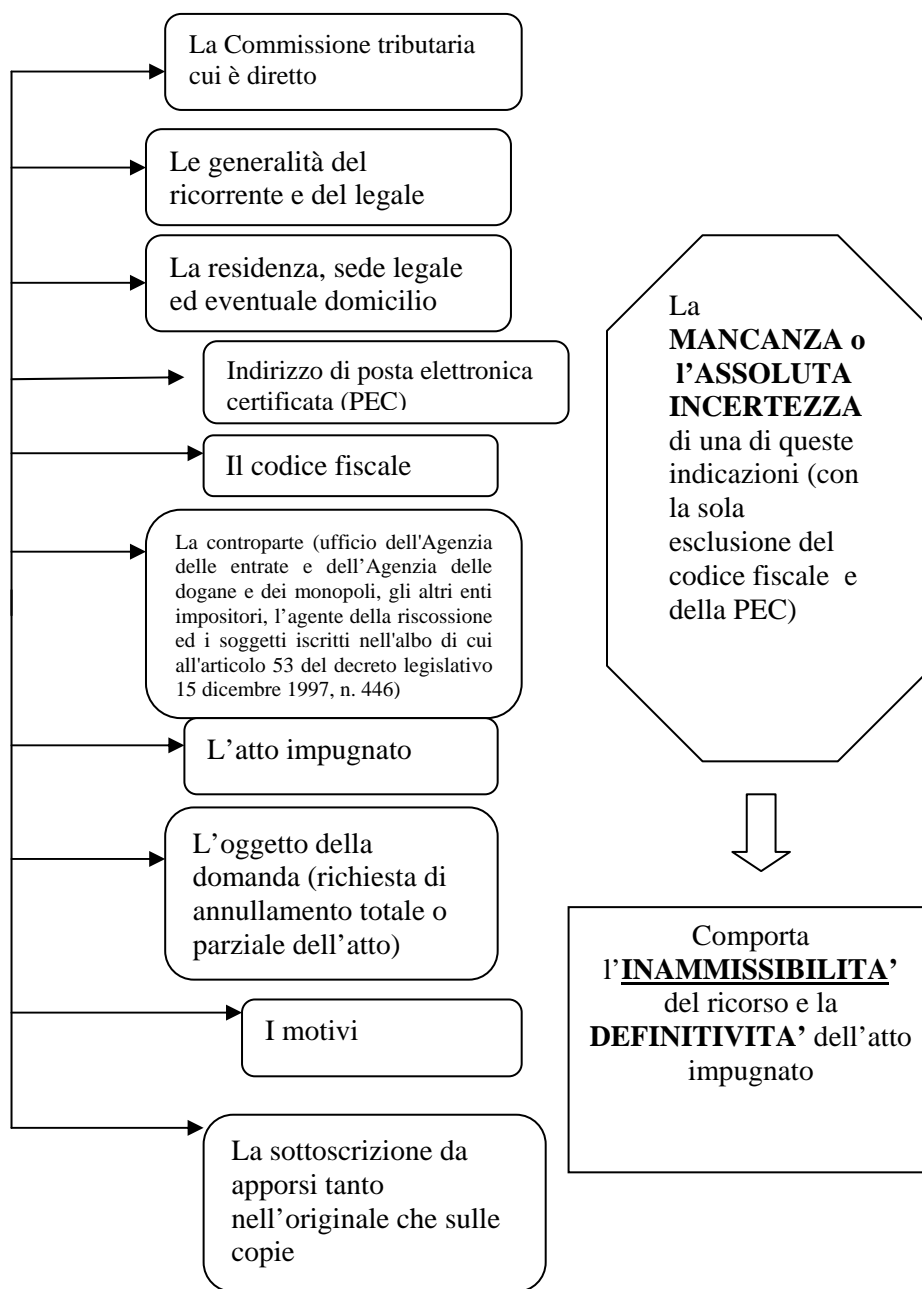 La Commissione tributaria
cui è diretto
Le generalità del
ricorrente e del legale
La residenza, sede legale
ed eventuale domicilio
Indirizzo di posta elettronica
certificata (PEC)
Il codice fiscale
La controparte (ufficio dell'Agenzia
delle entrate e dell’Agenzia delle
dogane e dei monopoli, gli altri enti
impositori, l’agente della riscossione
ed i soggetti iscritti nell'albo di cui
all'articolo 53 del decreto legislativo
15 dicembre 1997, n. 446)
L’atto impugnato
L’oggetto della
domanda (richiesta di
annullamento totale o
parziale dell’atto)
I motivi
La sottoscrizione da
apporsi tanto
nell’originale che sulle
copie
La
MANCANZA o
l’ASSOLUTA
INCERTEZZA
di una di queste
indicazioni (con
la sola
esclusione del
codice fiscale e
della PEC)
Comporta
l’INAMMISSIBILITA’
del ricorso e la
DEFINITIVITA’ dell’atto
impugnato